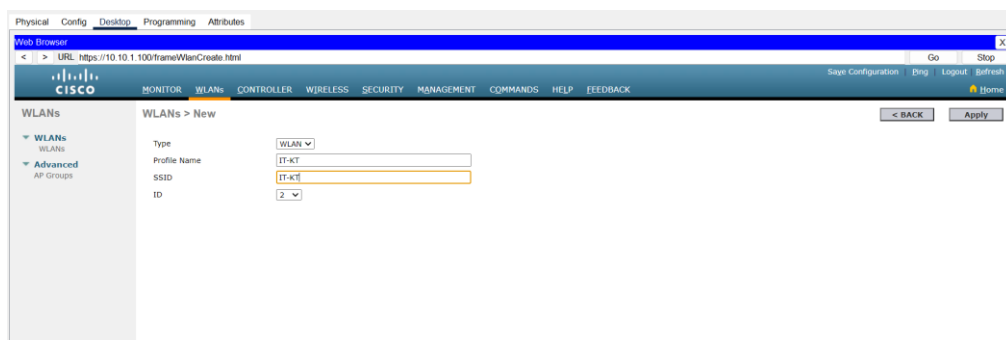 Physical Config Desktop Programming Attributes
Web Browser X
< > URL https://10.10.1.100/frameWlanCreate.html Go Stop
Save Configuration Ping Logout Refresh
CISCO MONITOR WLANs CONTROLLER WIRELESS SECURITY MANAGEMENT COMMANDS HELP FEEDBACK Home
WLANs WLANs > New < BACK Apply
WLANs
WLANs
Advanced
AP Groups
Type WLAN
Profile Name IT-KT
SSID IT-KT
ID 2